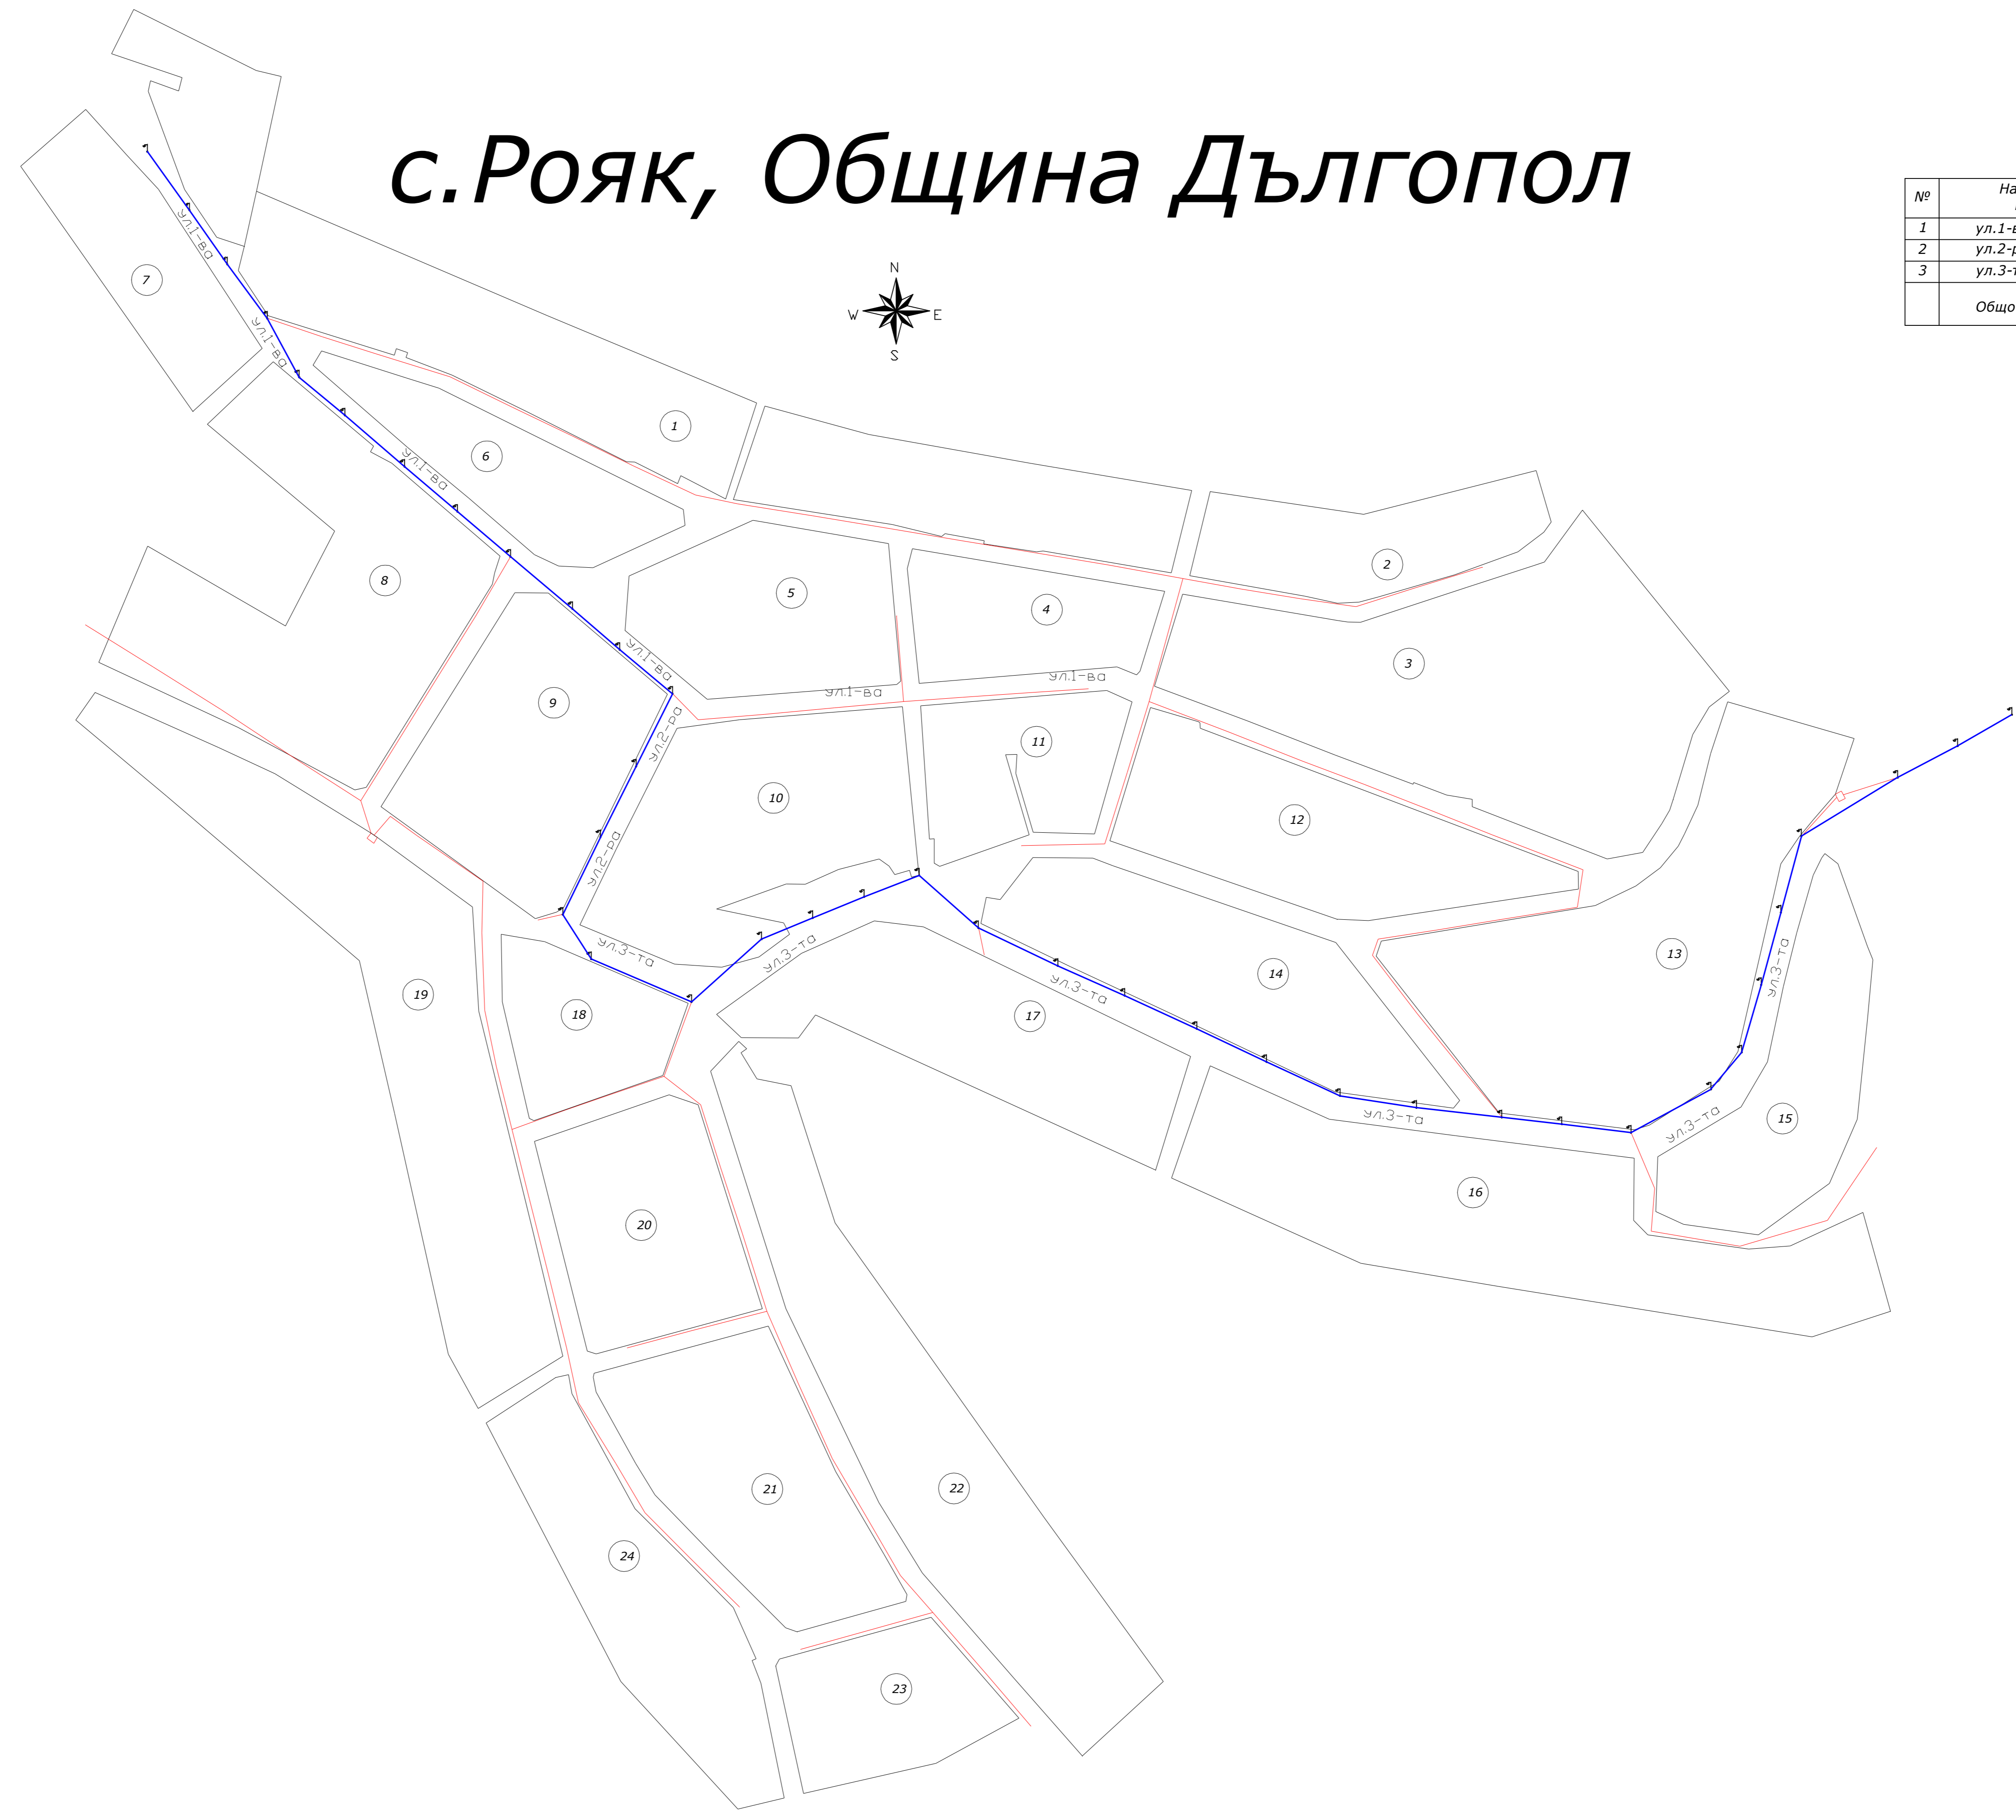 с.Рояк, Община Дългопол
№
1
2
3
ул.1-в
ул.2-р
ул.3-т
Общо
N
W E
S
ул.1-ва
7
ул.1-ва
1
6
ул.1-ва
2
8
5
4
3
ул.1-ва
ул.1-ва
ул.1-ва
9
ул.2-ра
11
10
12
ул.2-ра
ул.3-та
ул.3-та
13
ул.3-та
14
19
18
17
ул.3-та
ул.3-та
ул.3-та
15
16
20
21
22
24
23